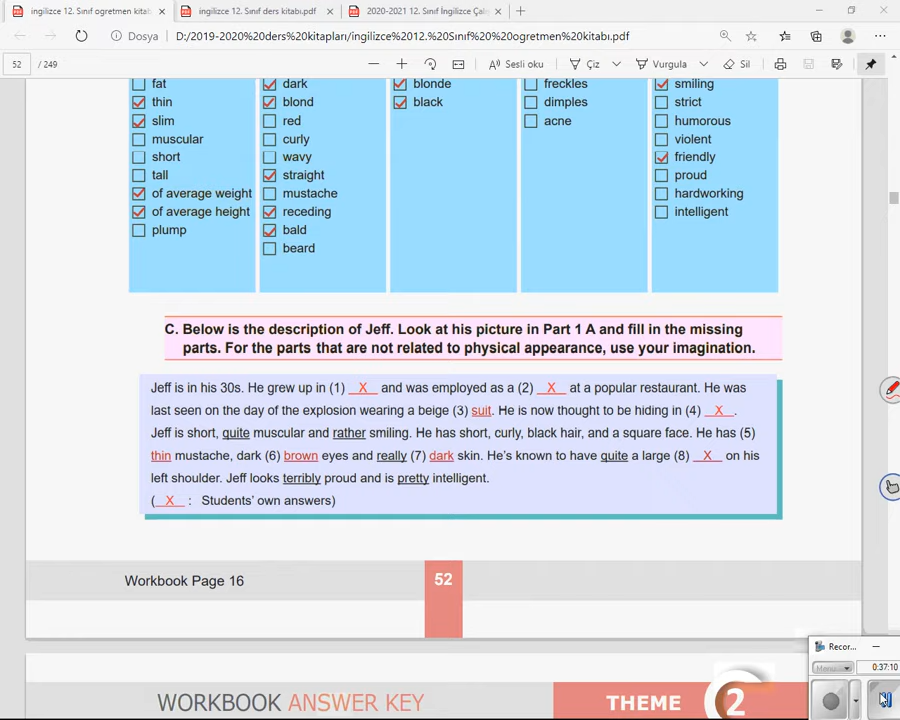 ingilizce 12. Sınıf ogretmen kitab
ingilizce 12. Sınıf ders kitabı.pdf
2020-2021 12. Sınıf İngilizce Çalı
Dosya
D:/2019-2020%20ders%20kitapları/ingilizce%2012.%20Sınıf%20%20ogretmen%20kitabı.pdf
52 / 249
Sesli oku
Çiz
Vurgula
Sil
fat
thin
slim
muscular
short
tall
of average weight
of average height
plump
dark
blond
red
curly
wavy
straight
mustache
receding
bald
beard
blonde
black
freckles
dimples
acne
smiling
strict
humorous
violent
friendly
proud
hardworking
intelligent
C. Below is the description of Jeff. Look at his picture in Part 1 A and fill in the missing
parts. For the parts that are not related to physical appearance, use your imagination.
Jeff is in his 30s. He grew up in (1) X and was employed as a (2) X at a popular restaurant. He was
last seen on the day of the explosion wearing a beige (3) suit. He is now thought to be hiding in (4) X .
Jeff is short, quite muscular and rather smiling. He has short, curly, black hair, and a square face. He has (5)
thin mustache, dark (6) brown eyes and really (7) dark skin. He's known to have quite a large (8) X on his
left shoulder. Jeff looks terribly proud and is pretty intelligent.
( X : Students' own answers)
Workbook Page 16
52
WORKBOOK ANSWER KEY
THEME 2
Recor...
Menu
0:37:10